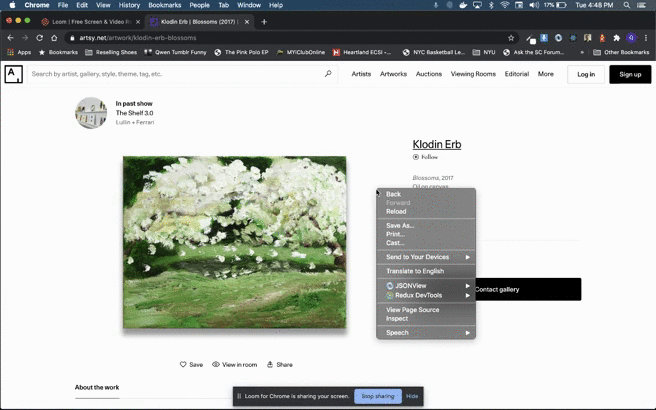 Chrome File Edit View History Bookmarks People Tab Window Help 17% Tue 4:48 PM
Loom | Free Screen & Video R
Klodin Erb | Blossoms (2017) |
artsy.net/artwork/klodin-erb-blossoms
Apps Bookmarks Reselling Shoes Qwen Tumblr Funny The Pink Polo EP MYiClubOnline Heartland ECSI -... NYC Basketball Le... NYU Ask the SC Forum... Other Bookmarks
A
Search by artist, gallery, style, theme, tag, etc.
Artists Artworks Auctions Viewing Rooms Editorial More Log in Sign up
In past show
The Shelf 3.0
Lullin + Ferrari
Klodin Erb
Follow
Blossoms, 2017
Oil on canvas
Back
Forward
Reload
Save As...
Print...
Cast...
Send to Your Devices
Translate to English
JSONView
Redux DevTools
View Page Source
Inspect
Speech
Contact gallery
Save View in room Share
About the work
Loom for Chrome is sharing your screen. Stop sharing Hide